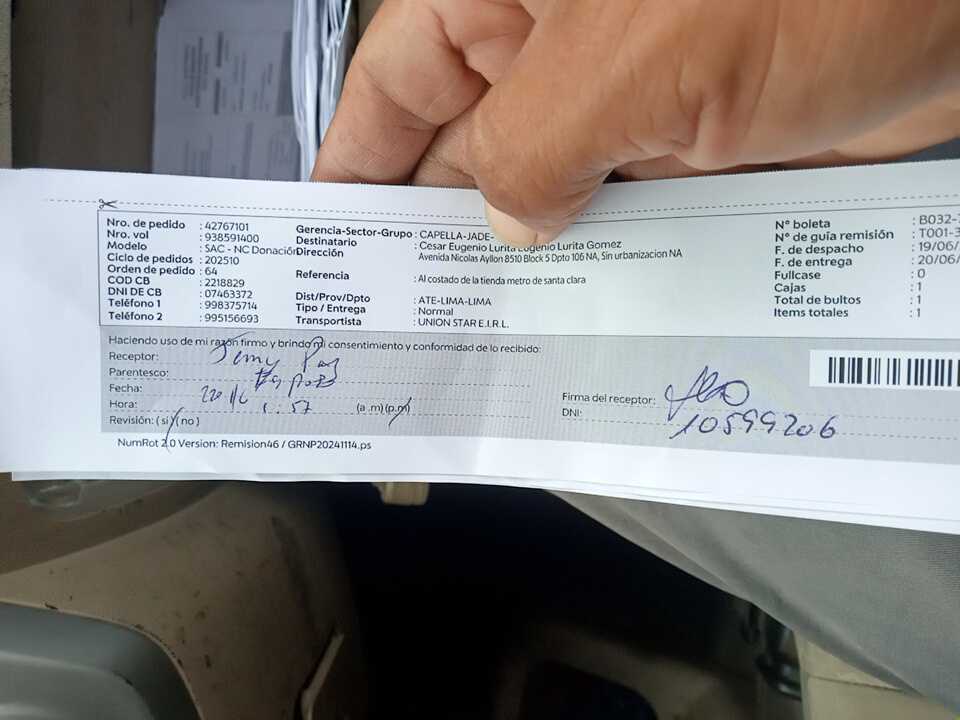 Nro. de pedido : 42767101
Nro. vol : 938591400
Modelo : SAC - NC Donación
Ciclo de pedidos : 202510
Orden de pedido : 64
COD CB : 2218829
DNI DE CB : 07463372
Teléfono 1 : 998375714
Teléfono 2 : 995156693
Gerencia-Sector-Grupo : CAPELLA-JADE-
Destinatario : Cesar Eugenio Lurita Eugenio Lurita Gomez
Dirección Avenida Nicolas Ayllon 8510 Block 5 Dpto 106 NA, Sin urbanizacion NA
Referencia : Al costado de la tienda metro de santa clara
Dist/Prov/Dpto : ATE-LIMA-LIMA
Tipo / Entrega : Normal
Transportista : UNION STAR E.I.R.L.
N° boleta : B032-
N° de guía remisión : T001-3
F. de despacho : 19/06/
F. de entrega : 20/06/
Fullcase : 0
Cajas : 1
Total de bultos : 1
Items totales : 1
Haciendo uso de mi razón firmo y brindo mi consentimiento y conformidad de lo recibido:
Receptor:
Parentesco:
Fecha:
Hora: 1:57 (a.m)(p.m)
Revisión: (si)(no)
Firma del receptor:
DNI: 10599206
NumRot 2.0 Version: Remision46 / GRNP20241114.ps